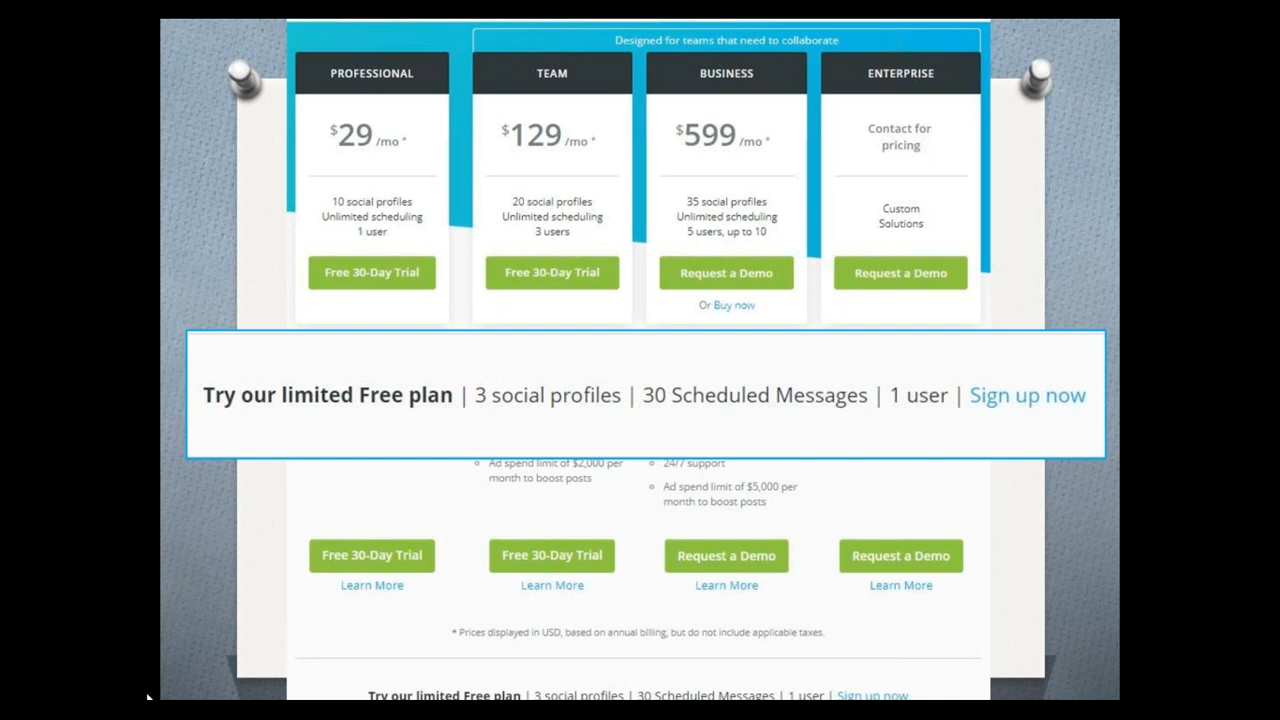 Designed for teams that need to collaborate
PROFESSIONAL
$29 /mo *
10 social profiles
Unlimited scheduling
1 user
Free 30-Day Trial
TEAM
$129 /mo *
20 social profiles
Unlimited scheduling
3 users
Free 30-Day Trial
BUSINESS
$599 /mo *
35 social profiles
Unlimited scheduling
5 users, up to 10
Request a Demo
Or Buy now
ENTERPRISE
Contact for
pricing
Custom
Solutions
Request a Demo
Try our limited Free plan | 3 social profiles | 30 Scheduled Messages | 1 user | Sign up now
Ad spend limit of $2,000 per
month to boost posts
24/7 support
Ad spend limit of $5,000 per
month to boost posts
Free 30-Day Trial
Learn More
Free 30-Day Trial
Learn More
Request a Demo
Learn More
Request a Demo
Learn More
* Prices displayed in USD, based on annual billing, but do not include applicable taxes.
Try our limited Free plan | 3 social profiles | 30 Scheduled Messages | 1 user | Sign up now